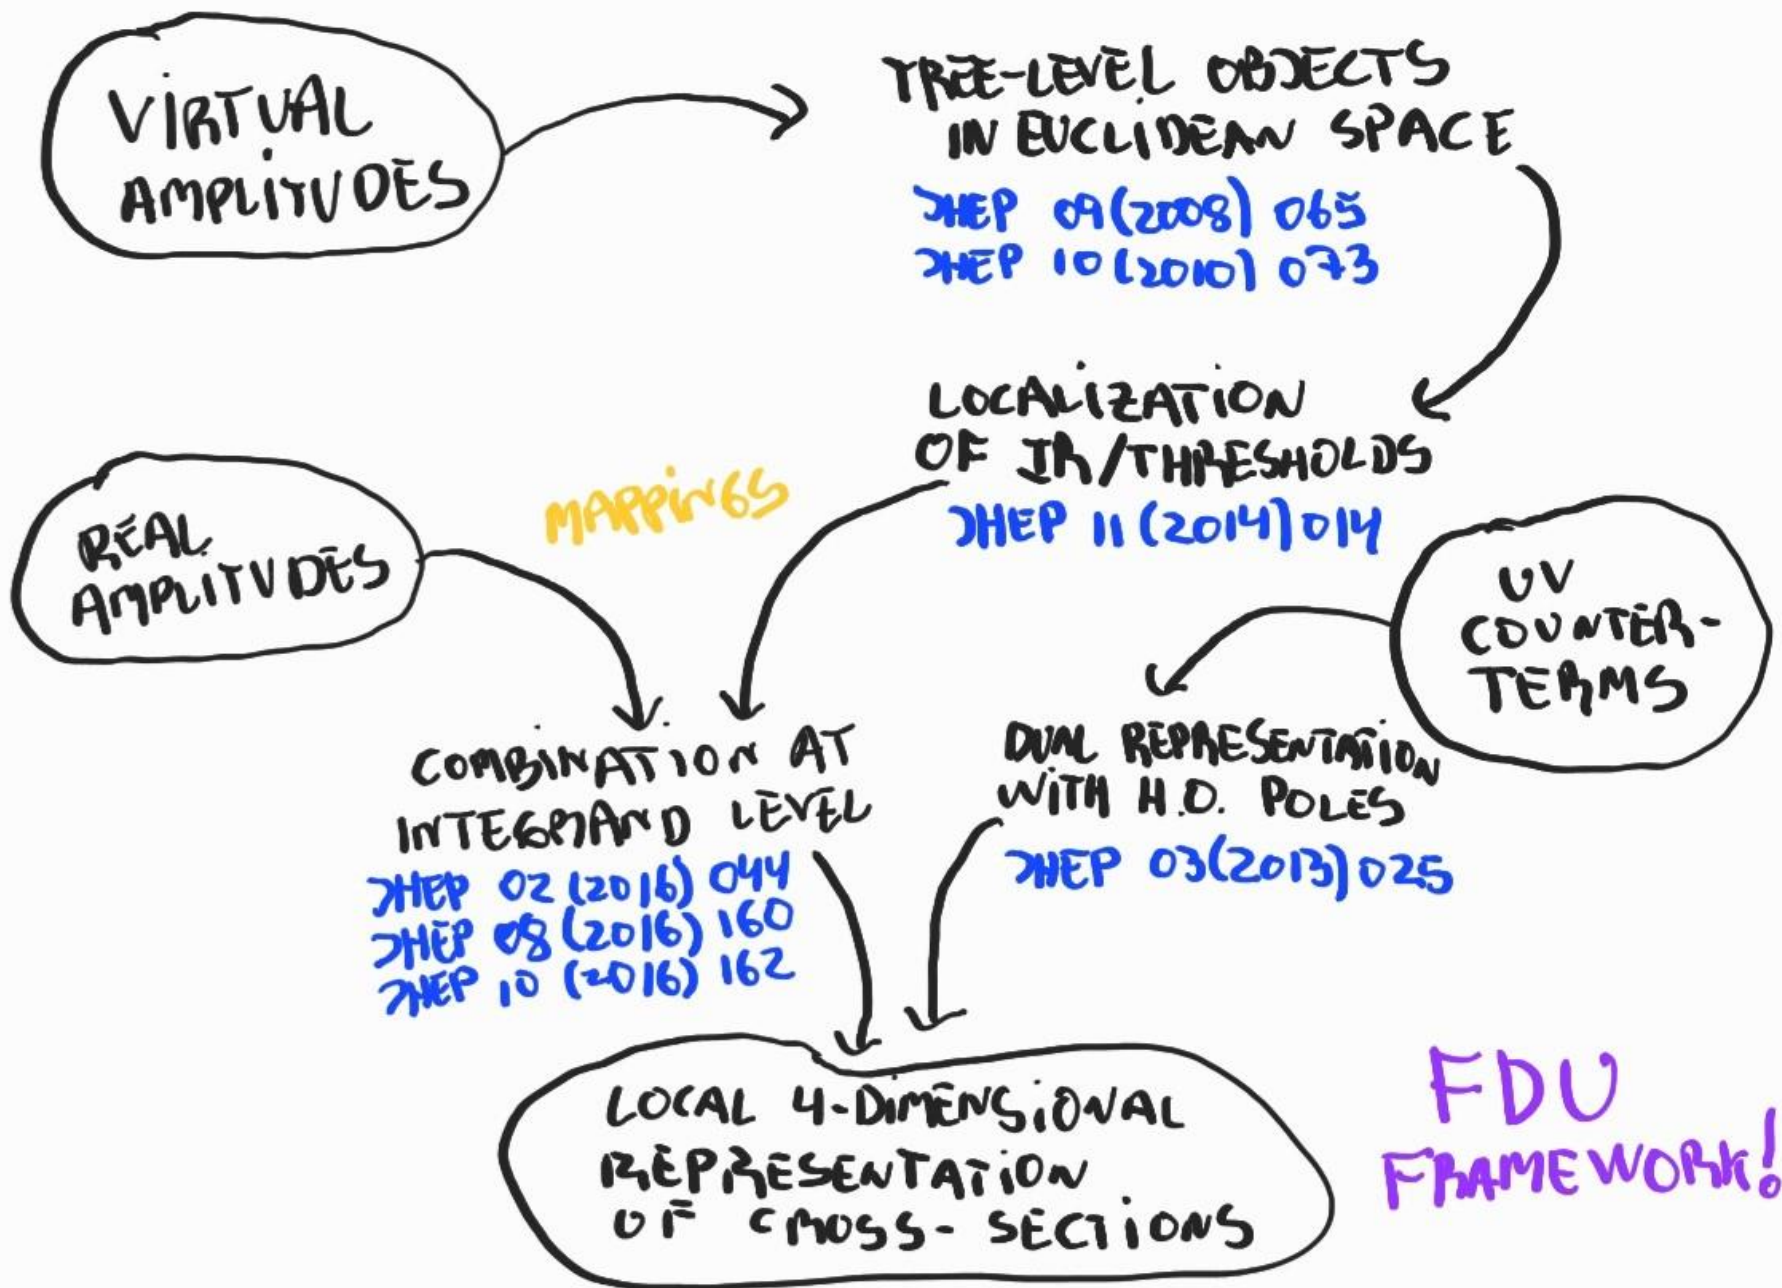 VIRTUAL
AMPLITUDES
TREE-LEVEL OBJECTS
IN EUCLIDEAN SPACE
JHEP 09(2008) 065
JHEP 10(2010) 073
LOCALIZATION
OF IR/THRESHOLDS
JHEP 11(2014)014
MAPPINGS
REAL
AMPLITUDES
UV
COUNTER-
TERMS
COMBINATION AT
INTEGRAND LEVEL
JHEP 02(2016) 044
JHEP 08(2016) 160
JHEP 10(2016) 162
DUAL REPRESENTATION
WITH H.O. POLES
JHEP 03(2013)025
LOCAL 4-DIMENSIONAL
REPRESENTATION
OF CROSS-SECTIONS
FDU
FRAMEWORK!